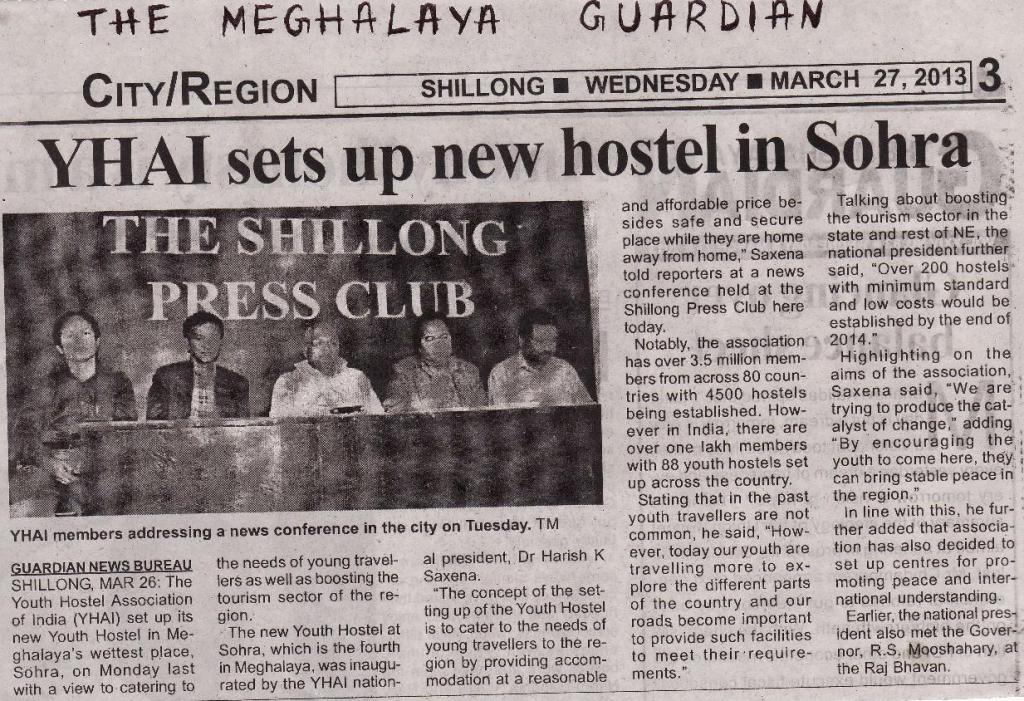 THE MEGHALAYA GUARDIAN
CITY/REGION
SHILLONG ■ WEDNESDAY ■ MARCH 27, 2013
3
YHAI sets up new hostel in Sohra
THE SHILLONG
PRESS CLUB
YHAI members addressing a news conference in the city on Tuesday. TM
GUARDIAN NEWS BUREAU
SHILLONG, MAR 26: The
Youth Hostel Association
of India (YHAI) set up its
new Youth Hostel in Me-
ghalaya's wettest place,
Sohra, on Monday last
with a view to catering to
the needs of young travel-
lers as well as boosting the
tourism sector of the re-
gion.
The new Youth Hostel at
Sohra, which is the fourth
in Meghalaya, was inaugu-
rated by the YHAI nation-
al president, Dr Harish K
Saxena.
"The concept of the set-
ting up of the Youth Hostel
is to cater to the needs of
young travellers to the re-
gion by providing accom-
modation at a reasonable
and affordable price be-
sides safe and secure
place while they are home
away from home," Saxena
told reporters at a news
conference held at the
Shillong Press Club here
today.
Notably, the association
has over 3.5 million mem-
bers from across 80 coun-
tries with 4500 hostels
being established. How-
ever in India, there are
over one lakh members
with 88 youth hostels set
up across the country.
Stating that in the past
youth travellers are not
common, he said, "How-
ever, today our youth are
travelling more to ex-
plore the different parts
of the country and our
roads become important
to provide such facilities
to meet their require-
ments."
Talking about boosting
the tourism sector in the
state and rest of NE, the
national president further
said, "Over 200 hostels
with minimum standard
and low costs would be
established by the end of
2014."
Highlighting on the
aims of the association,
Saxena said, "We are
trying to produce the cat-
alyst of change," adding
"By encouraging the
youth to come here, they
can bring stable peace in
the region."
In line with this, he fur-
ther added that associa-
tion has also decided to
set up centres for pro-
moting peace and inter-
national understanding.
Earlier, the national pres-
ident also met the Gover-
nor, R.S. Mooshahary, at
the Raj Bhavan.